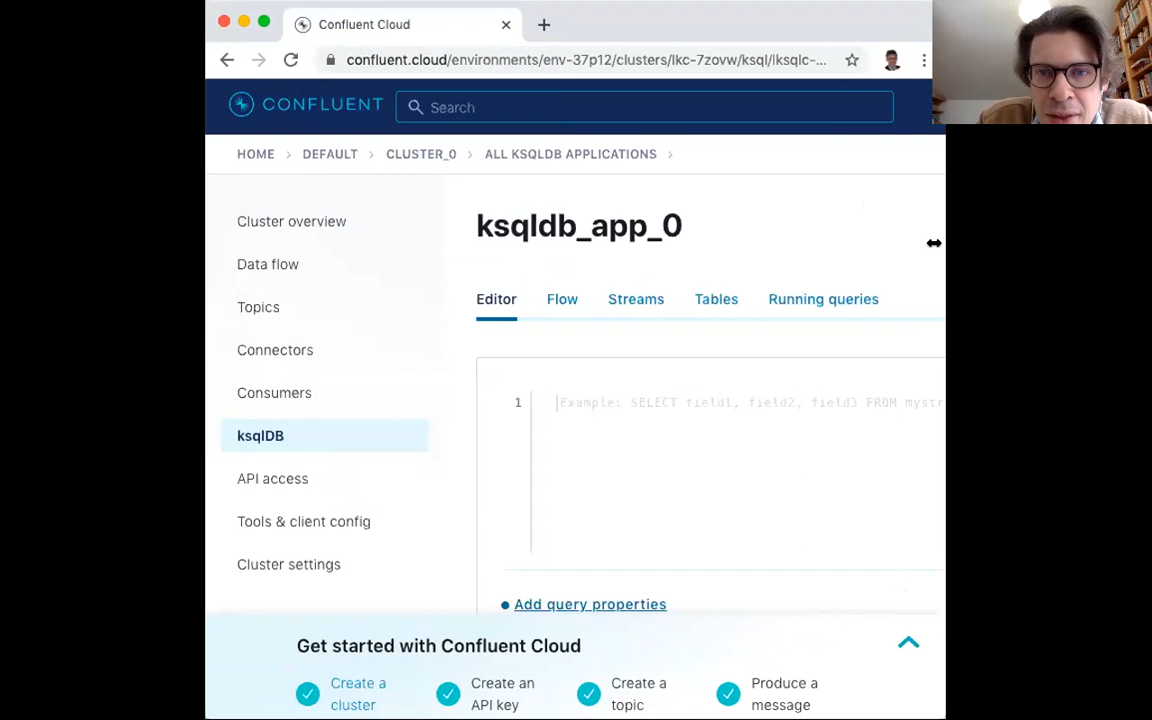 Confluent Cloud
confluent.cloud/environments/env-37p12/clusters/lkc-7zovw/ksql/lksqlc-...
CONFLUENT
Search
HOME > DEFAULT > CLUSTER_0 > ALL KSQLDB APPLICATIONS >
Cluster overview
Data flow
Topics
Connectors
Consumers
ksqlDB
API access
Tools & client config
Cluster settings
ksqldb_app_0
Editor Flow Streams Tables Running queries
1 Example: SELECT field1, field2, field3 FROM mystr
Add query properties
Get started with Confluent Cloud
Create a
cluster
Create an
API key
Create a
topic
Produce a
message